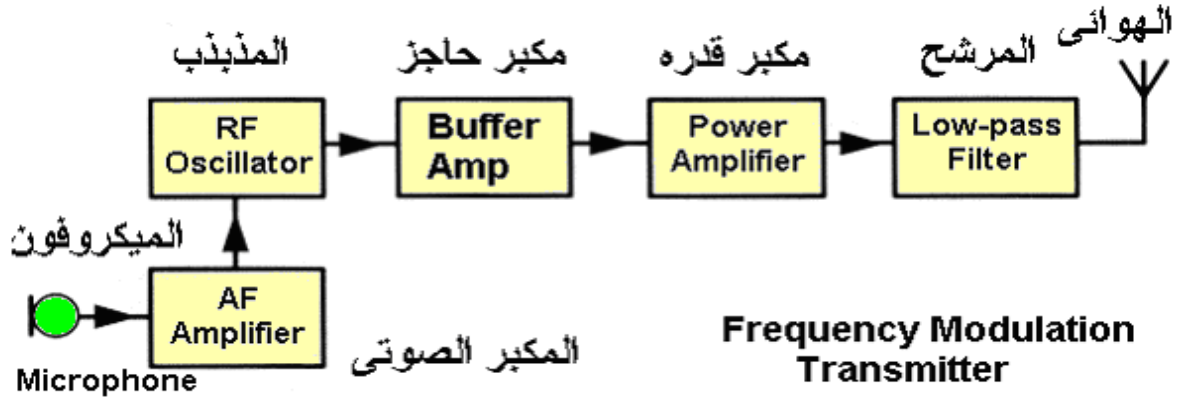 الهوائى
المرشح
مكبر قدره
مكبر حاجز
المذبذب
RF
Oscillator
Buffer
Amp
Power
Amplifier
Low-pass
Filter
الميكروفون
AF
Amplifier
Microphone
المكبر الصوتى
Frequency Modulation
Transmitter